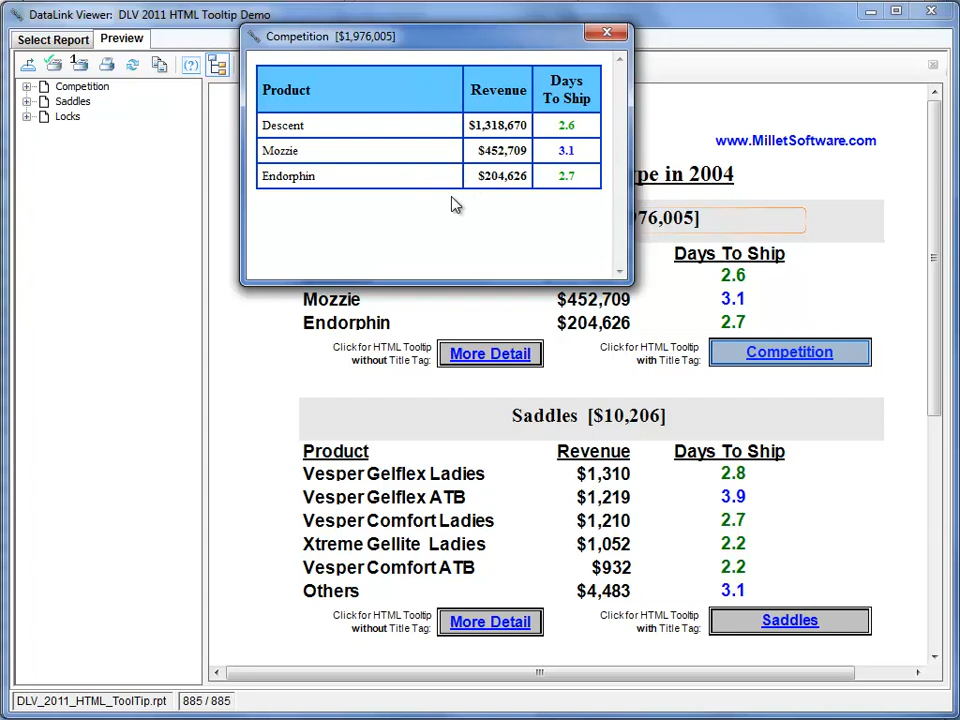 DataLink Viewer: DLV 2011 HTML Tooltip Demo
Select Report
Preview
Competition
Saddles
Locks
Competition [$1,976,005]
Product Revenue Days To Ship
Descent $1,318,670 2.6
Mozzie $452,709 3.1
Endorphin $204,626 2.7
www.MilletSoftware.com
pe in 2004
76,005]
Days To Ship
2.6
Mozzie $452,709 3.1
Endorphin $204,626 2.7
Click for HTML Tooltip
without Title Tag:
More Detail
Click for HTML Tooltip
with Title Tag:
Competition
Saddles [$10,206]
Product Revenue Days To Ship
Vesper Gelflex Ladies $1,310 2.8
Vesper Gelflex ATB $1,219 3.9
Vesper Comfort Ladies $1,210 2.7
Xtreme Gellite Ladies $1,052 2.2
Vesper Comfort ATB $932 2.2
Others $4,483 3.1
Click for HTML Tooltip
without Title Tag:
More Detail
Click for HTML Tooltip
with Title Tag:
Saddles
DLV_2011_HTML_ToolTip.rpt 885 / 885